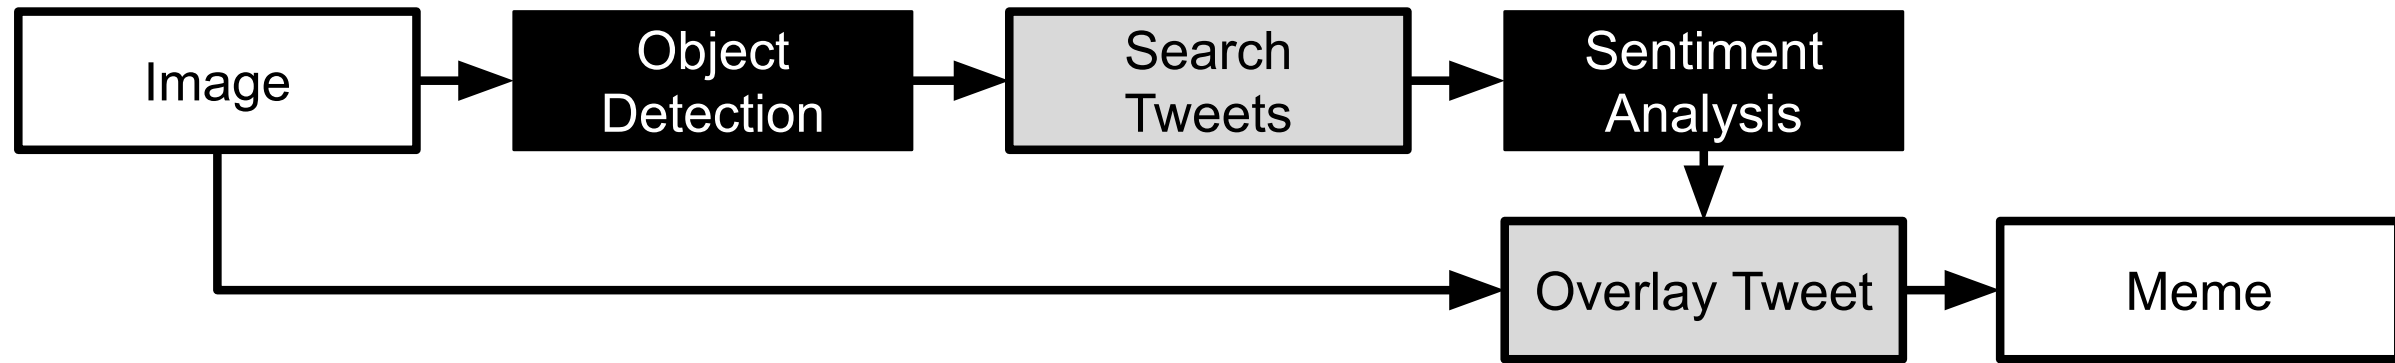 Image
Object
Detection
Search
Tweets
Sentiment
Analysis
Overlay Tweet
Meme